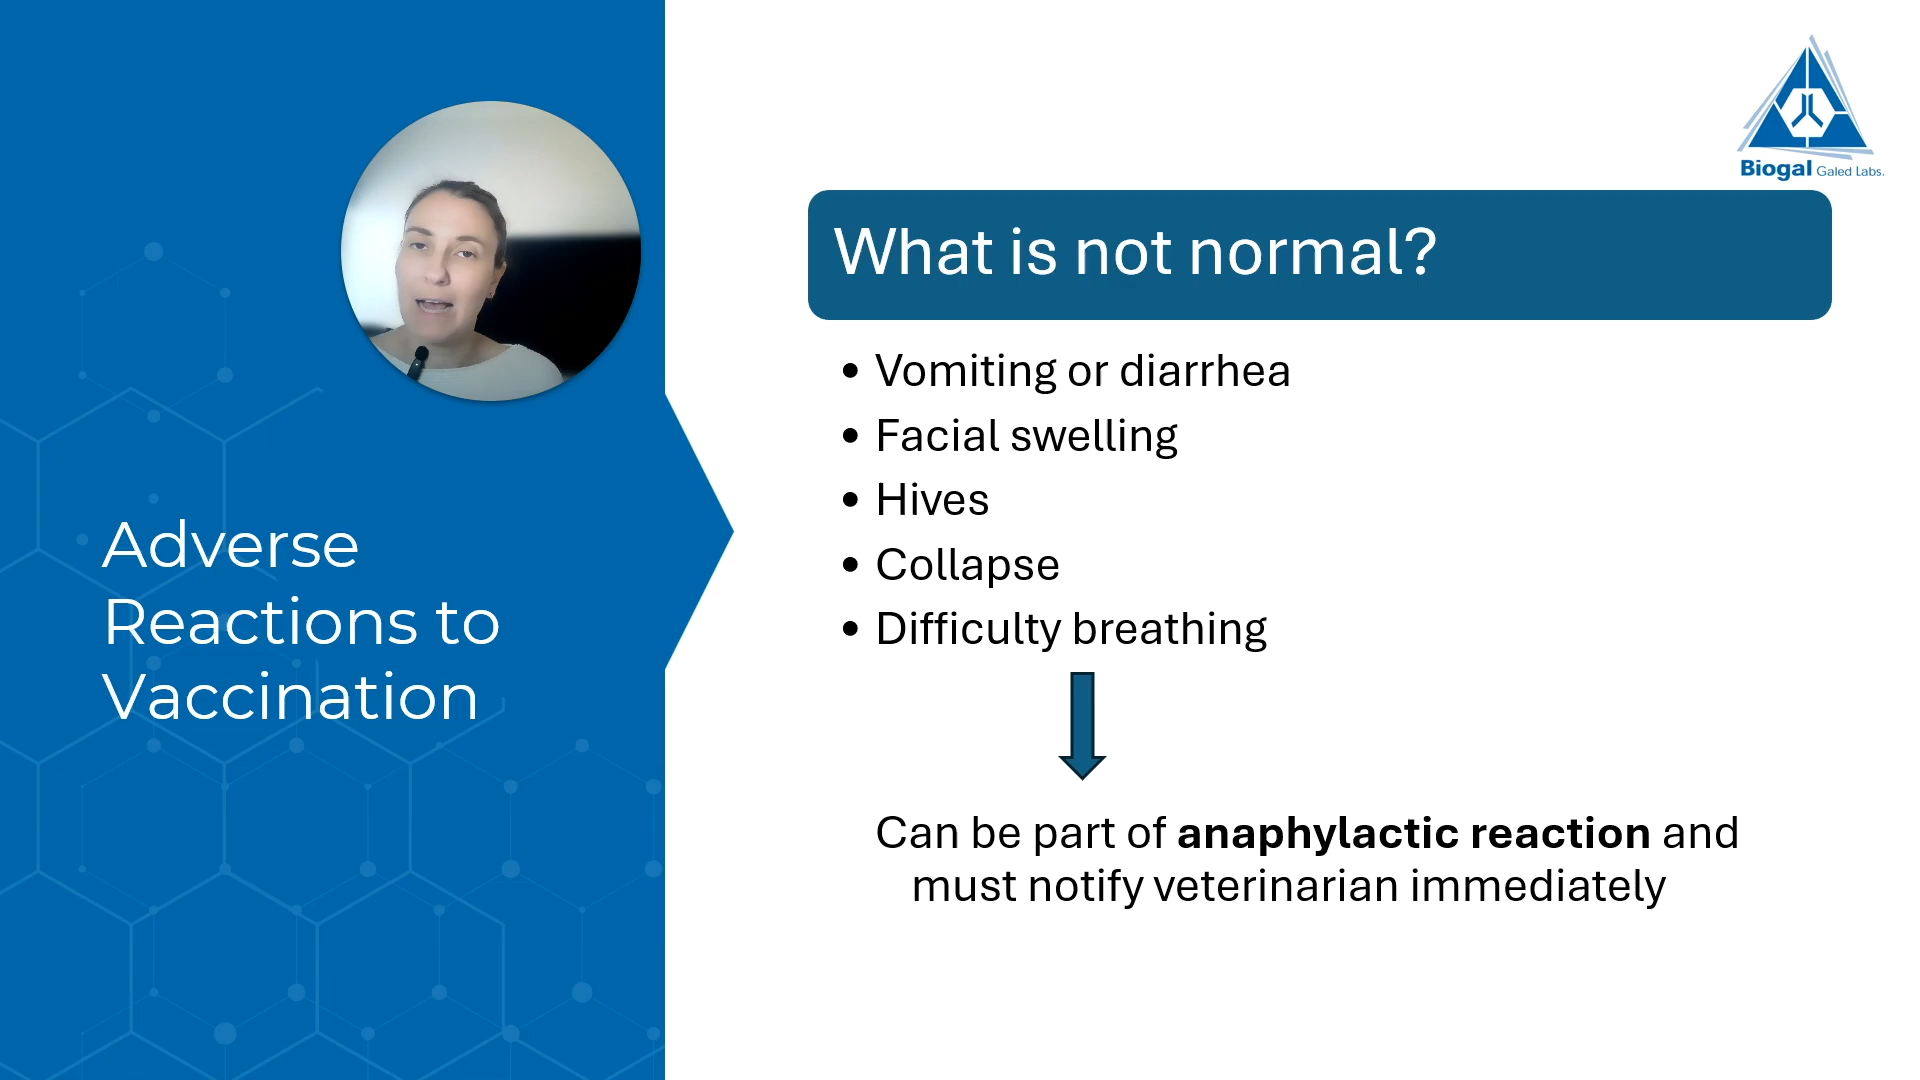 Adverse
Reactions to
Vaccination
Biogal Galed Labs.
What is not normal?
• Vomiting or diarrhea
• Facial swelling
• Hives
• Collapse
• Difficulty breathing
Can be part of anaphylactic reaction and
must notify veterinarian immediately